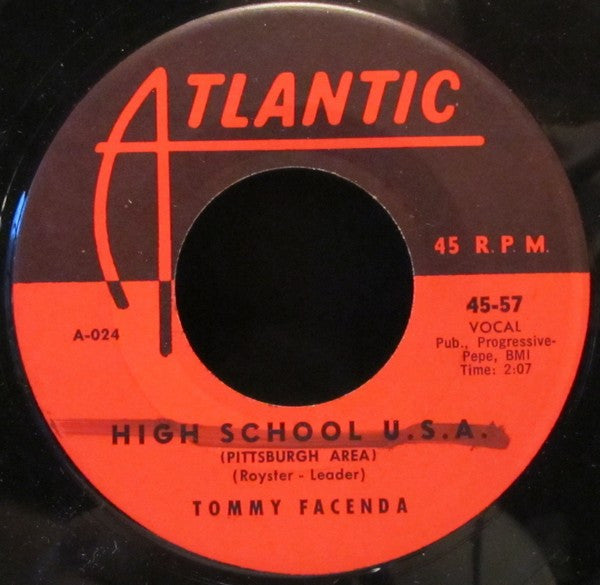 ATLANTIC
45 R.P.M.
A-024
45-57
VOCAL
Pub., Progressive-
Pepe, BMI
Time: 2:07
HIGH SCHOOL U.S.A.
(PITTSBURGH AREA)
(Royster - Leader)
TOMMY FACENDA